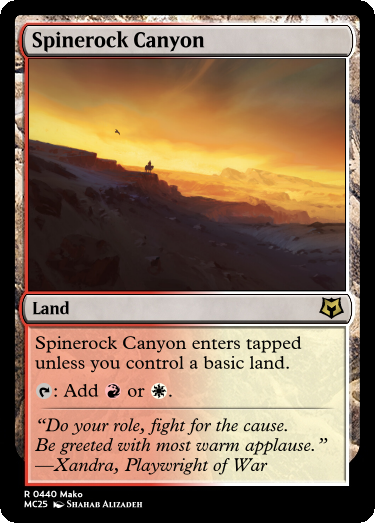 Spinerock Canyon
Land
Spinerock Canyon enters tapped
unless you control a basic land.
: Add or .
“Do your role, fight for the cause.
Be greeted with most warm applause.”
—Xandra, Playwright of War
R 0440 Mako
MC25 Shahab Alizadeh